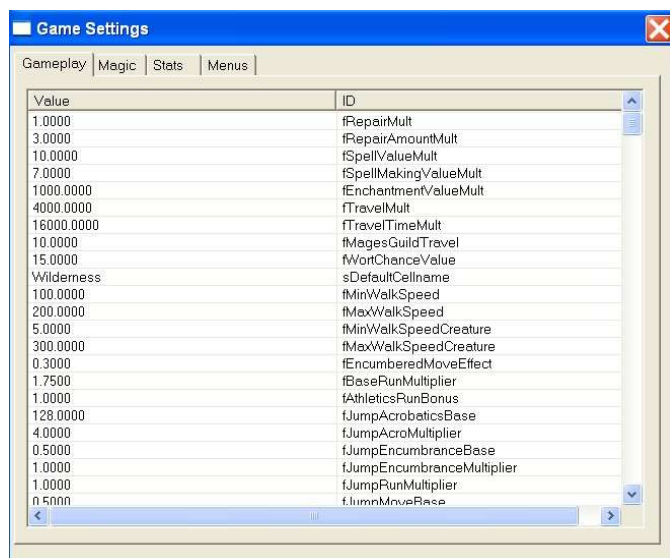 Game Settings
Gameplay Magic Stats Menus
Value ID
1.0000 fRepairMult
3.0000 fRepairAmountMult
10.0000 fSpellValueMult
7.0000 fSpellMakingValueMult
1000.0000 fEnchantmentValueMult
4000.0000 fTravelMult
16000.0000 fTravelTimeMult
10.0000 fMagesGuildTravel
15.0000 fWortChanceValue
Wilderness sDefaultCellname
100.0000 fMinWalkSpeed
200.0000 fMaxWalkSpeed
5.0000 fMinWalkSpeedCreature
300.0000 fMaxWalkSpeedCreature
0.3000 fEncumberedMoveEffect
1.7500 fBaseRunMultiplier
1.0000 fAthleticsRunBonus
128.0000 fJumpAcrobaticsBase
4.0000 fJumpAcroMultiplier
0.5000 fJumpEncumbranceBase
1.0000 fJumpEncumbranceMultiplier
1.0000 fJumpRunMultiplier
0.5000 fJumpMoveBase